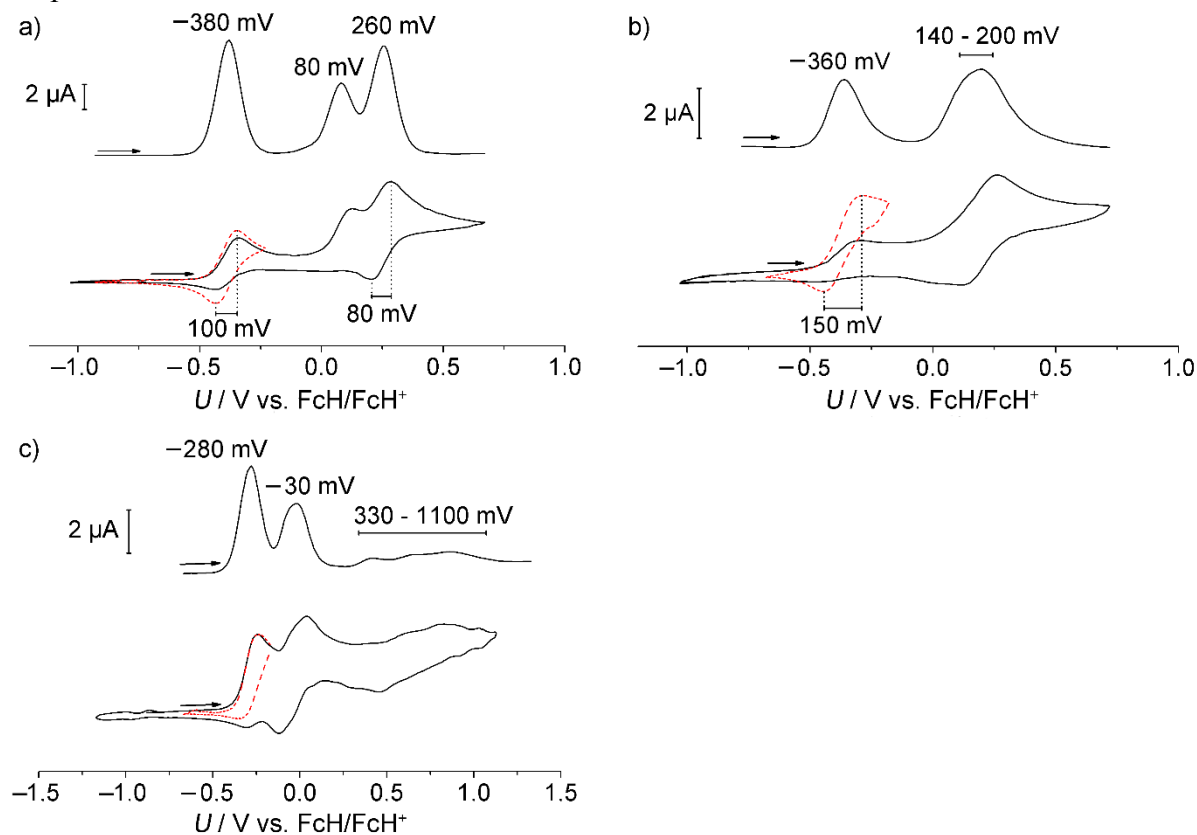 a)
−380 mV
260 mV
80 mV
2 µA
100 mV
80 mV
−1.0
−0.5
0.0
0.5
1.0
U / V vs. FcH/FcH+
b)
140 - 200 mV
−360 mV
2 µA
150 mV
−1.0
−0.5
0.0
0.5
1.0
U / V vs. FcH/FcH+
c)
−280 mV
−30 mV
330 - 1100 mV
2 µA
−1.5
−1.0
−0.5
0.0
0.5
1.0
1.5
U / V vs. FcH/FcH+